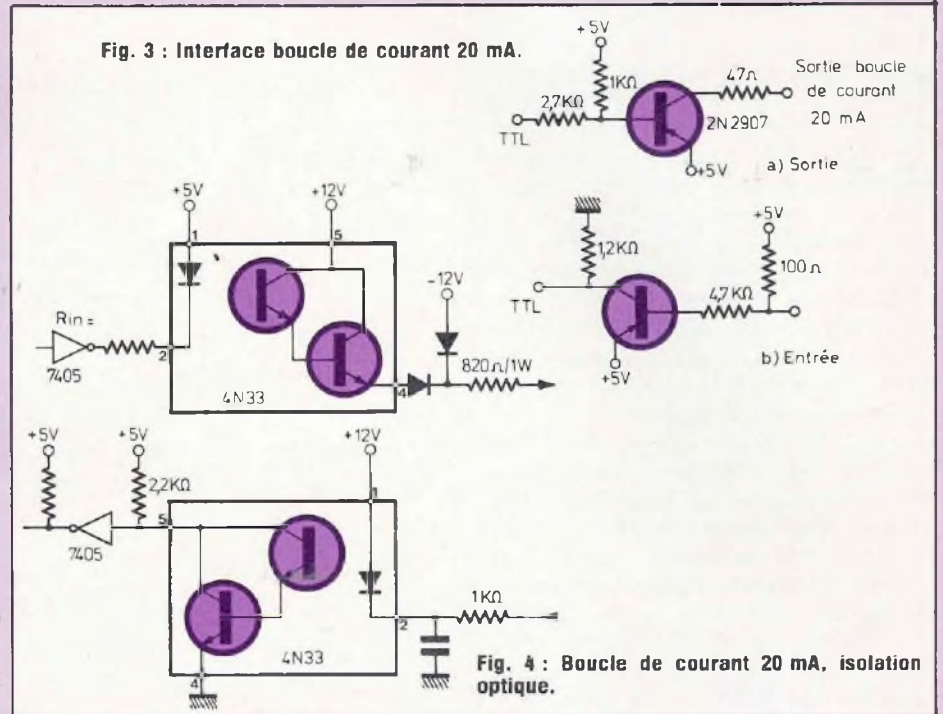 Fig. 3 : Interface boucle de courant 20 mA.
+5V
1KΩ
2,7KΩ
TTL
47Ω
2N2907
Sortie boucle
de courant
20 mA
+5V
a) Sortie
+5V
+12V
1
5
Rin =
7405
2
4N33
4
-12V
820Ω/1W
1,2KΩ
TTL
+5V
4,7KΩ
+5V
100Ω
b) Entrée
+5V
+5V
2,2KΩ
7405
5
+12V
1
4N33
4
2
1KΩ
Fig. 4 : Boucle de courant 20 mA, isolation
optique.